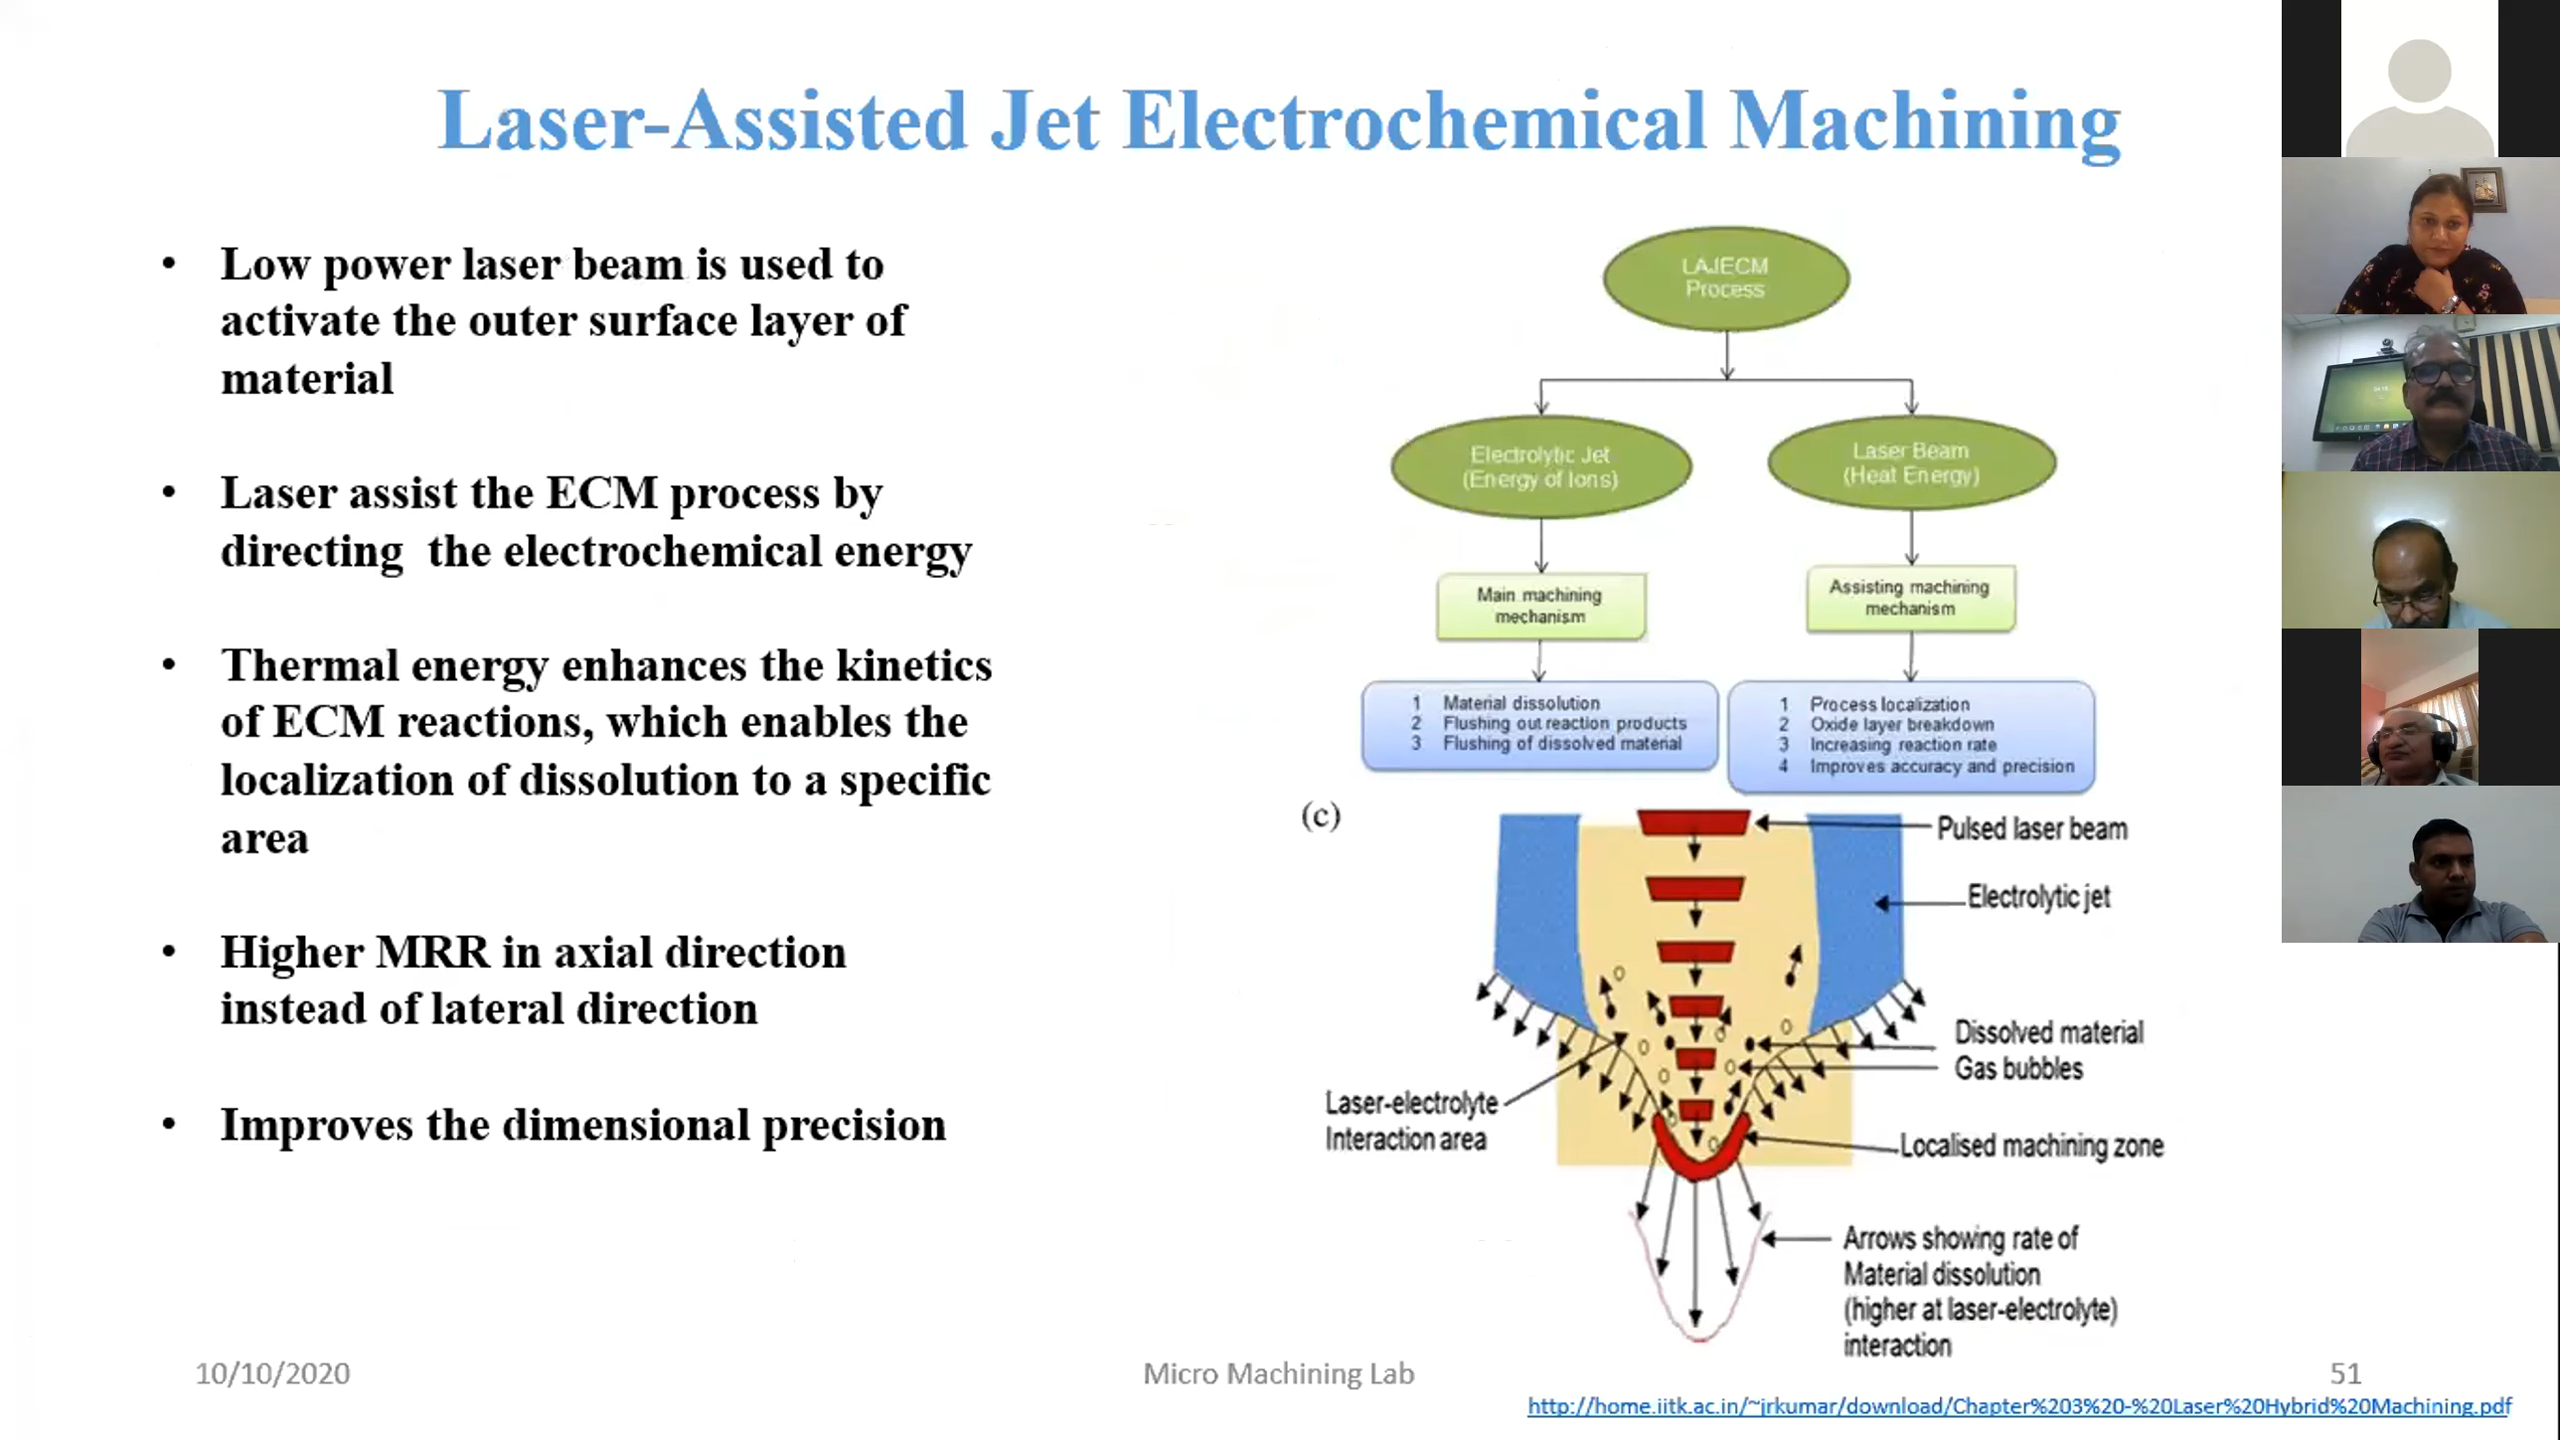 Laser-Assisted Jet Electrochemical Machining
• Low power laser beam is used to
activate the outer surface layer of
material
• Laser assist the ECM process by
directing the electrochemical energy
• Thermal energy enhances the kinetics
of ECM reactions, which enables the
localization of dissolution to a specific
area
• Higher MRR in axial direction
instead of lateral direction
• Improves the dimensional precision
LAJECM
Process
Electrolytic Jet
(Energy of Ions)
Laser Beam
(Heat Energy)
Main machining
mechanism
Assisting machining
mechanism
1 Material dissolution
2 Flushing out reaction products
3 Flushing of dissolved material
1 Process localization
2 Oxide layer breakdown
3 Increasing reaction rate
4 Improves accuracy and precision
(c)
Pulsed laser beam
Electrolytic jet
Dissolved material
Gas bubbles
Laser-electrolyte
Interaction area
Localised machining zone
Arrows showing rate of
Material dissolution
(higher at laser-electrolyte)
interaction
10/10/2020
Micro Machining Lab
51
http://home.iitk.ac.in/~jrkumar/download/Chapter%203%20-%20Laser%20Hybrid%20Machining.pdf